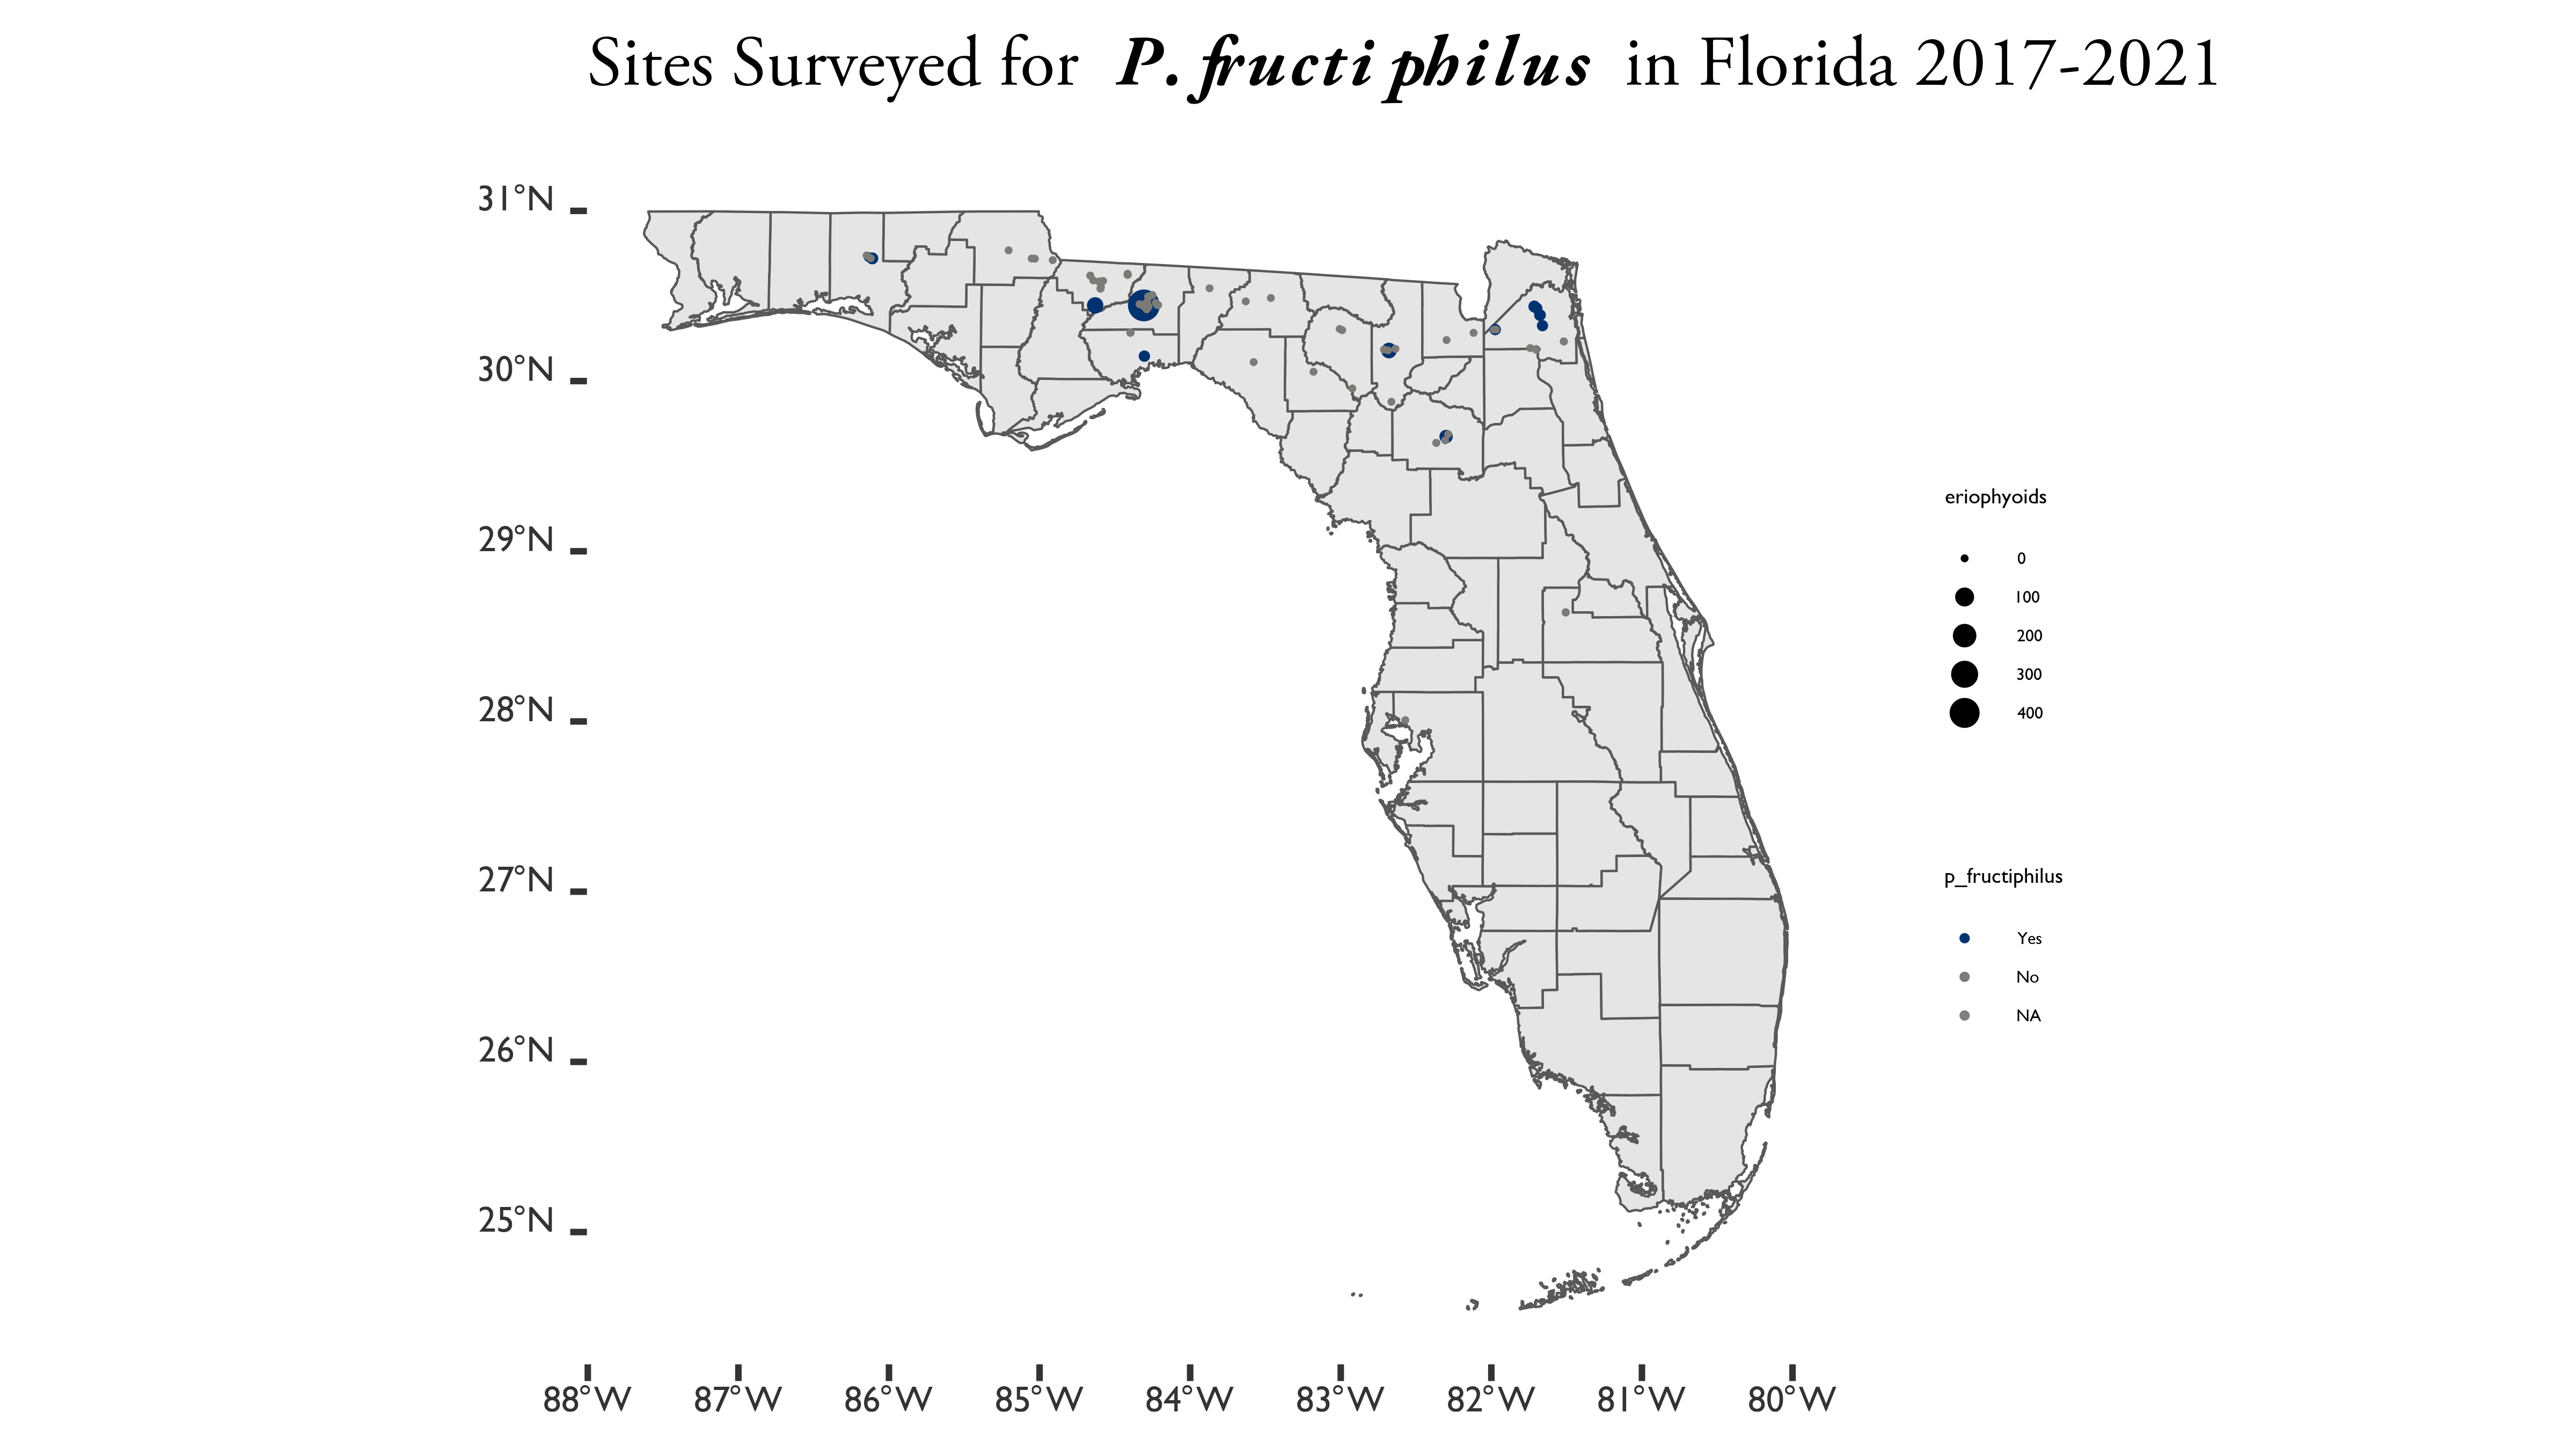 Sites Surveyed for P. fructiphilus in Florida 2017-2021
31°N
30°N
29°N
28°N
27°N
26°N
25°N
88°W 87°W 86°W 85°W 84°W 83°W 82°W 81°W 80°W
eriophyoids
0
100
200
300
400
p_fructiphilus
Yes
No
NA